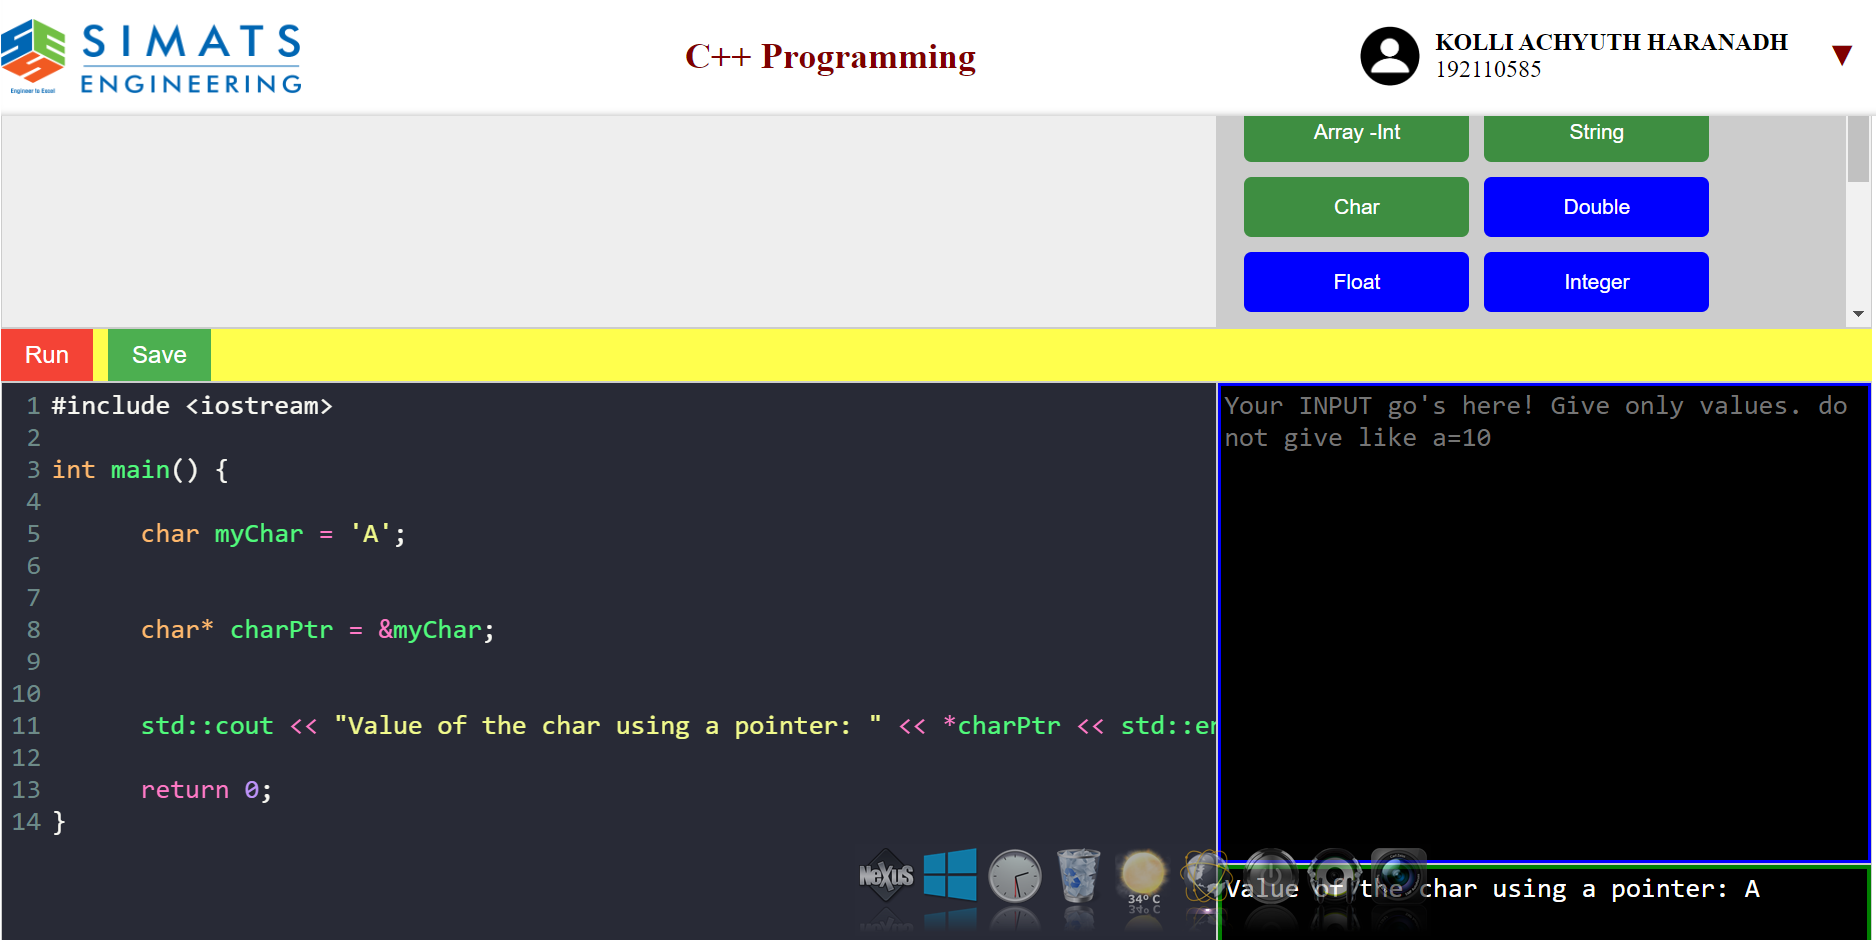 SIMATS
ENGINEERING
Engineer to Excel
C++ Programming
KOLLI ACHYUTH HARANADH
192110585
Array -Int
String
Char
Double
Float
Integer
Run
Save
1 #include <iostream>
2
3 int main() {
4
5 char myChar = 'A';
6
7
8 char* charPtr = &myChar;
9
10
11 std::cout << "Value of the char using a pointer: " << *charPtr << std::er
12
13 return 0;
14 }
Your INPUT go's here! Give only values. do
not give like a=10
NeXuS
34° C
Value of the char using a pointer: A